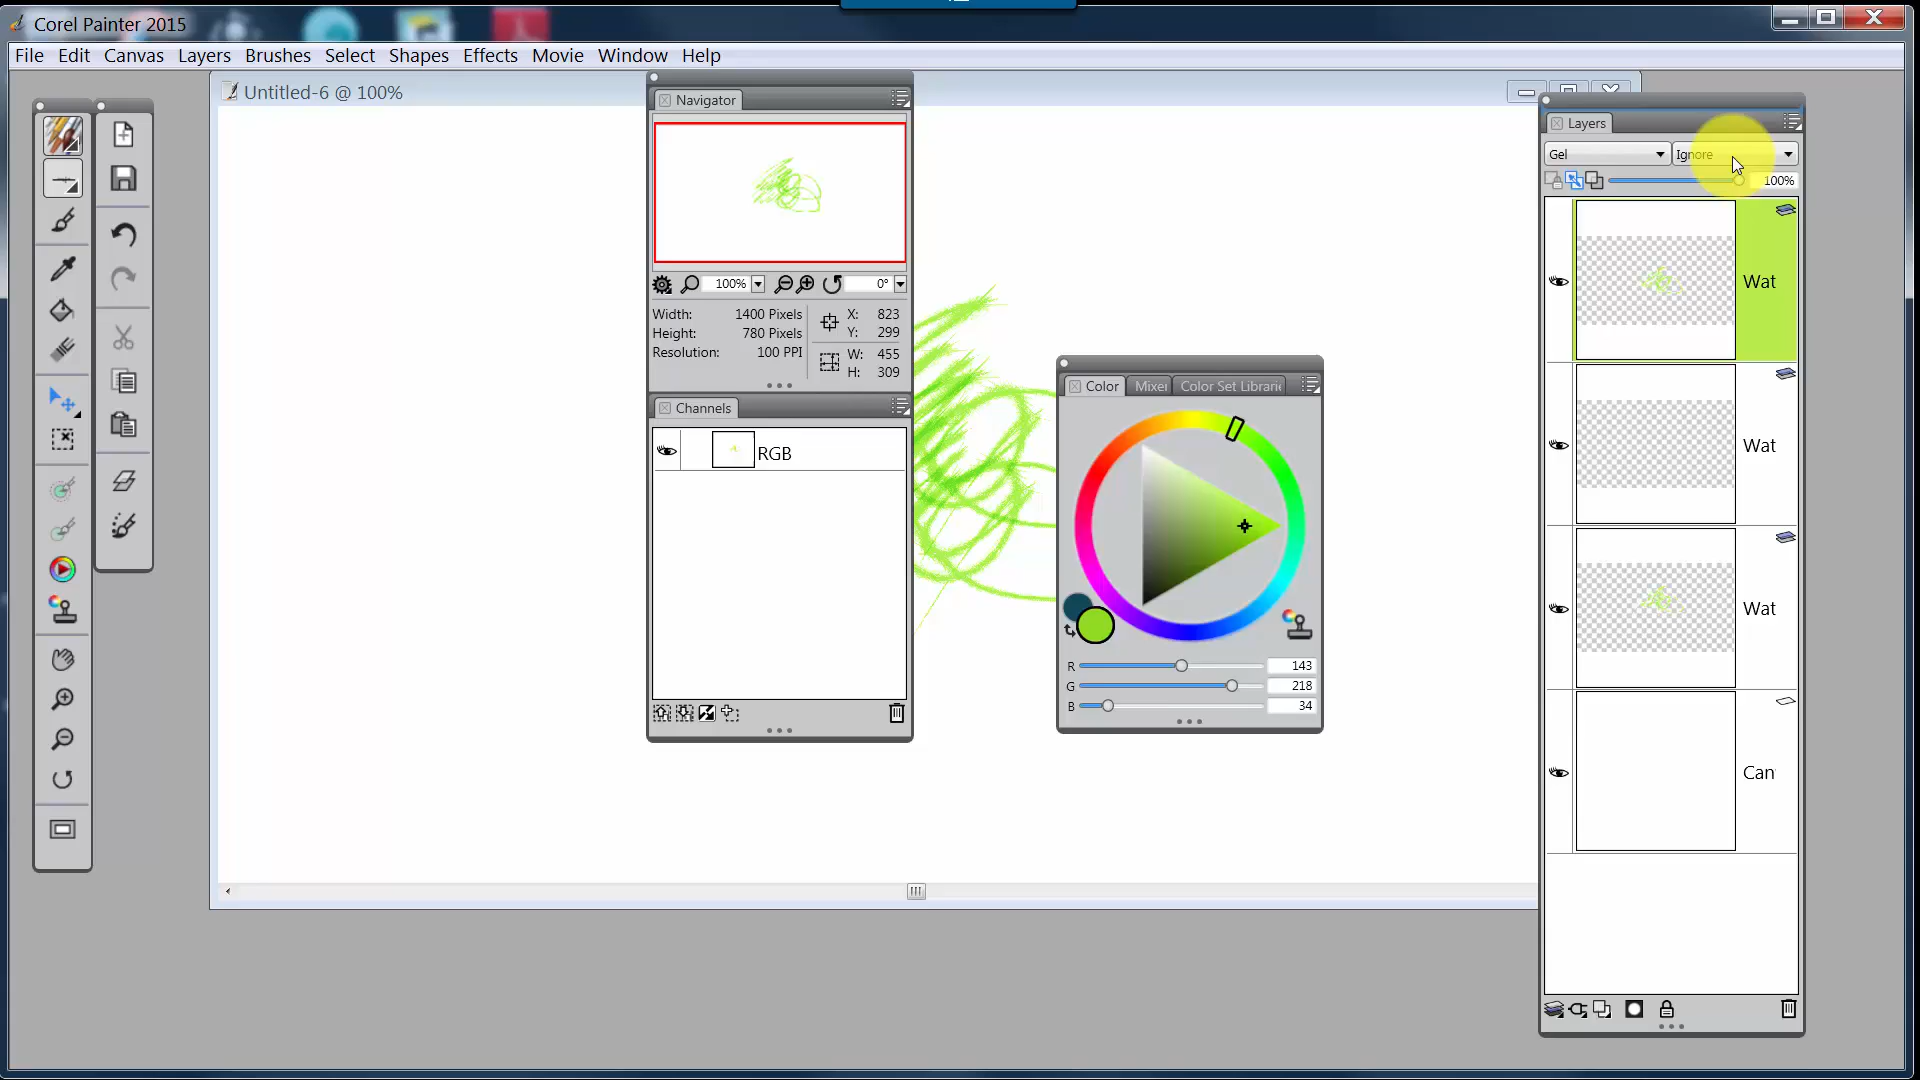 Corel Painter 2015
File Edit Canvas Layers Brushes Select Shapes Effects Movie Window Help
Untitled-6 @ 100%
Navigator
100%
0°
Width: 1400 Pixels
Height: 780 Pixels
Resolution: 100 PPI
X: 823
Y: 299
W: 455
H: 309
Channels
RGB
Color Mixer Color Set Librarie
R 143
G 218
B 34
Layers
Gel Ignore
100%
Wat
Wat
Wat
Can